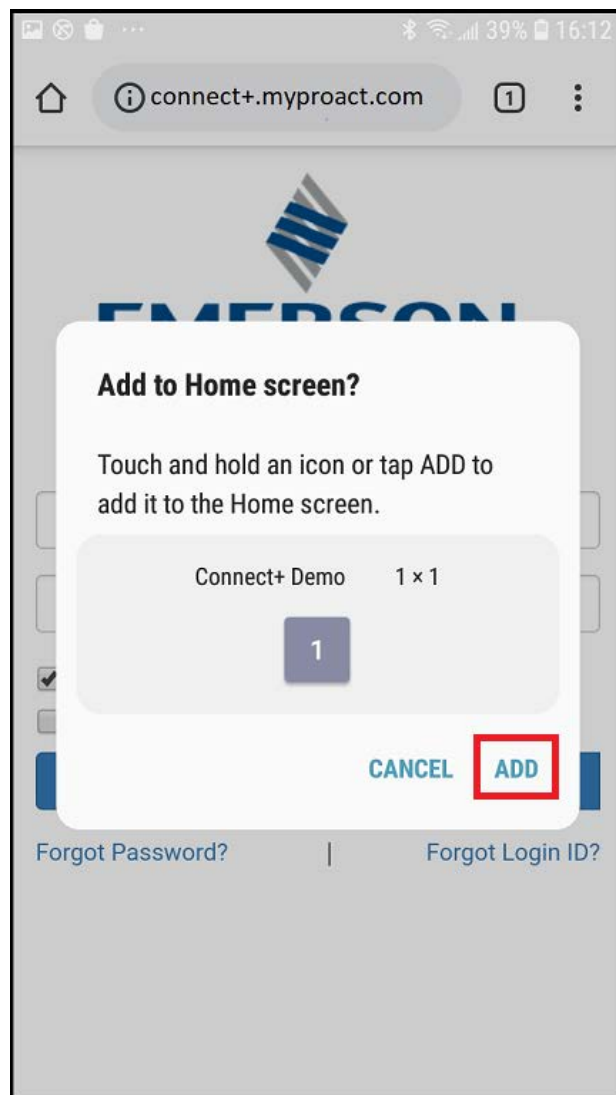 39% 16:12
connect+.myproact.com 1
EMERSON
Add to Home screen?
Touch and hold an icon or tap ADD to
add it to the Home screen.
Connect+ Demo 1 × 1
1
CANCEL ADD
Forgot Password? | Forgot Login ID?